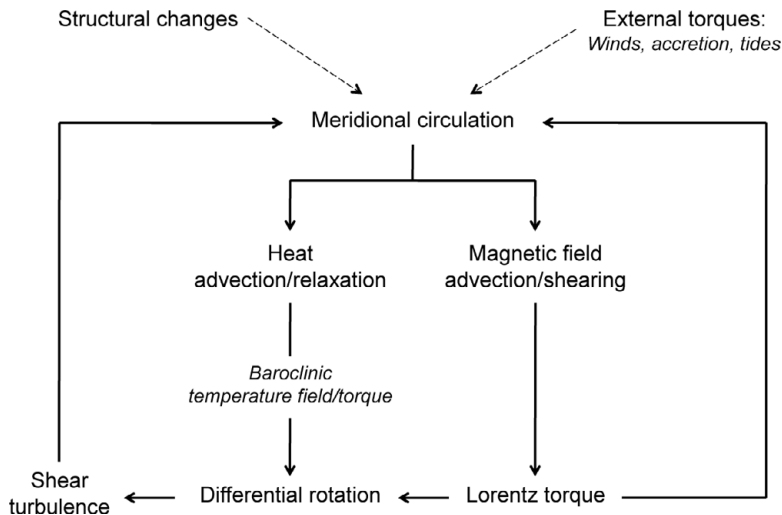 Structural changes
External torques:
Winds, accretion, tides
Meridional circulation
Heat
advection/relaxation
Magnetic field
advection/shearing
Baroclinic
temperature field/torque
Shear
turbulence
Differential rotation
Lorentz torque